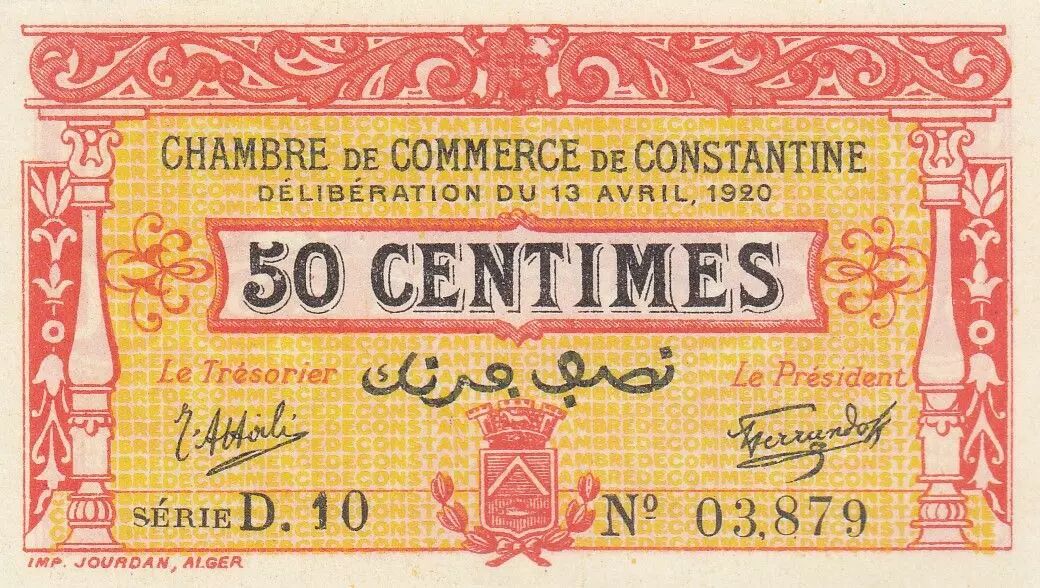 CHAMBRE DE COMMERCE DE CONSTANTINE
DÉLIBÉRATION DU 13 AVRIL, 1920
50 CENTIMES
Le Trésorier
نصف فرنك
Le Président
SÉRIE D. 10
Nº 03,879
IMP. JOURDAN, ALGER